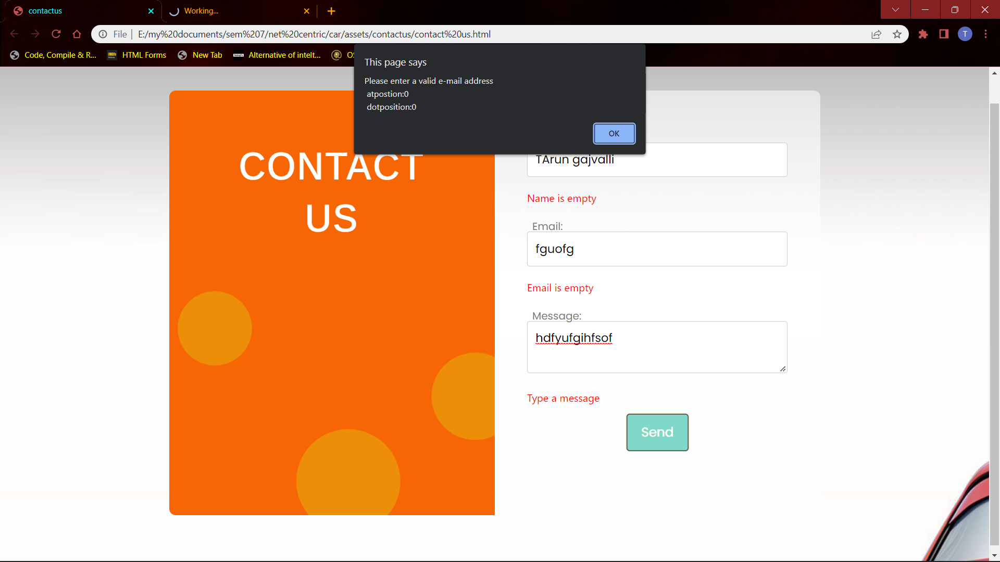 contactus
Working...
File
E:/my%20documents/sem%207/net%20centric/car/assets/contactus/contact%20us.html
T
Code, Compile & R...
HTML Forms
New Tab
Alternative of intelt...
This page says
Please enter a valid e-mail address
atpostion:0
dotposition:0
OK
CONTACT
US
TArun gajvalli
Name is empty
Email:
fguofg
Email is empty
Message:
hdfyufgihfsof
Type a message
Send